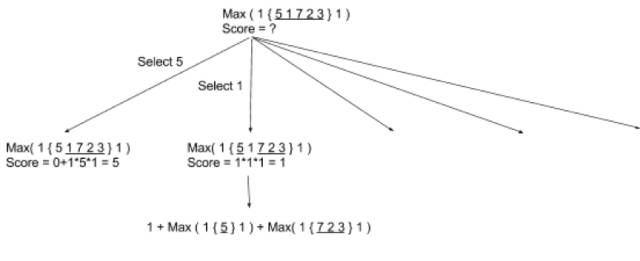 Max ( 1 { 5 1 7 2 3 } 1 )
Score = ?
Select 5
Select 1
Max( 1 { 5 1 7 2 3 } 1 )
Score = 0+1*5*1 = 5
Max( 1 { 5 1 7 2 3 } 1 )
Score = 1*1*1 = 1
1 + Max ( 1 { 5 } 1 ) + Max( 1 { 7 2 3 } 1 )